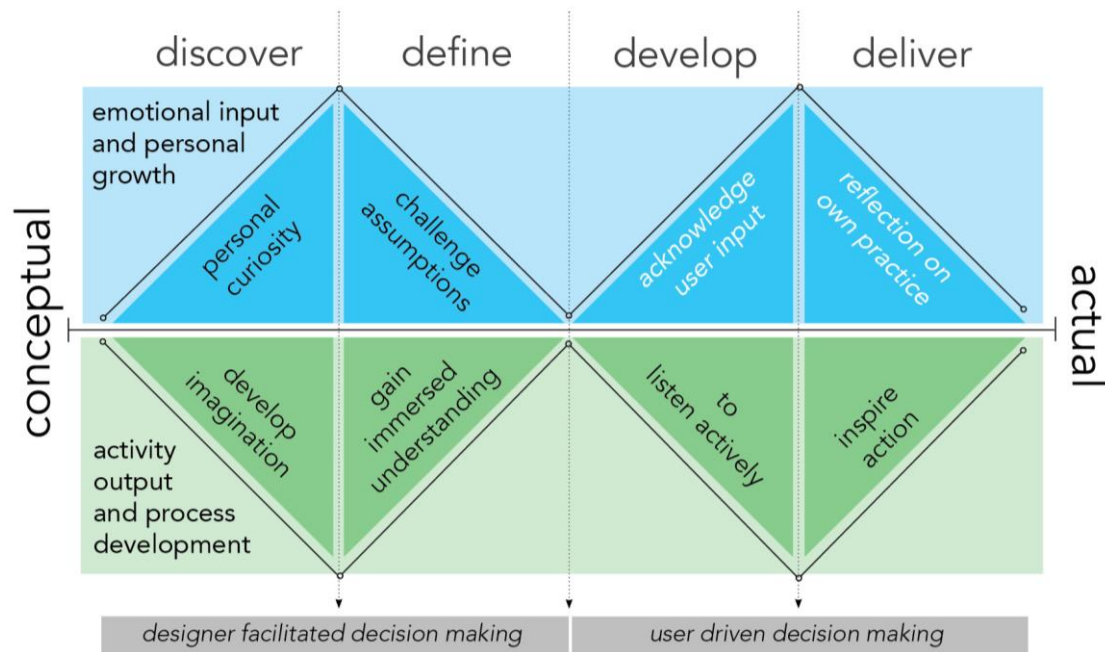 discover
define
develop
deliver
emotional input
and personal
growth
personal
curiosity
challenge
assumptions
acknowledge
user input
reflection on
own practice
conceptual
actual
develop
imagination
gain
immersed
understanding
to
listen actively
inspire
action
activity
output
and process
development
designer facilitated decision making
user driven decision making